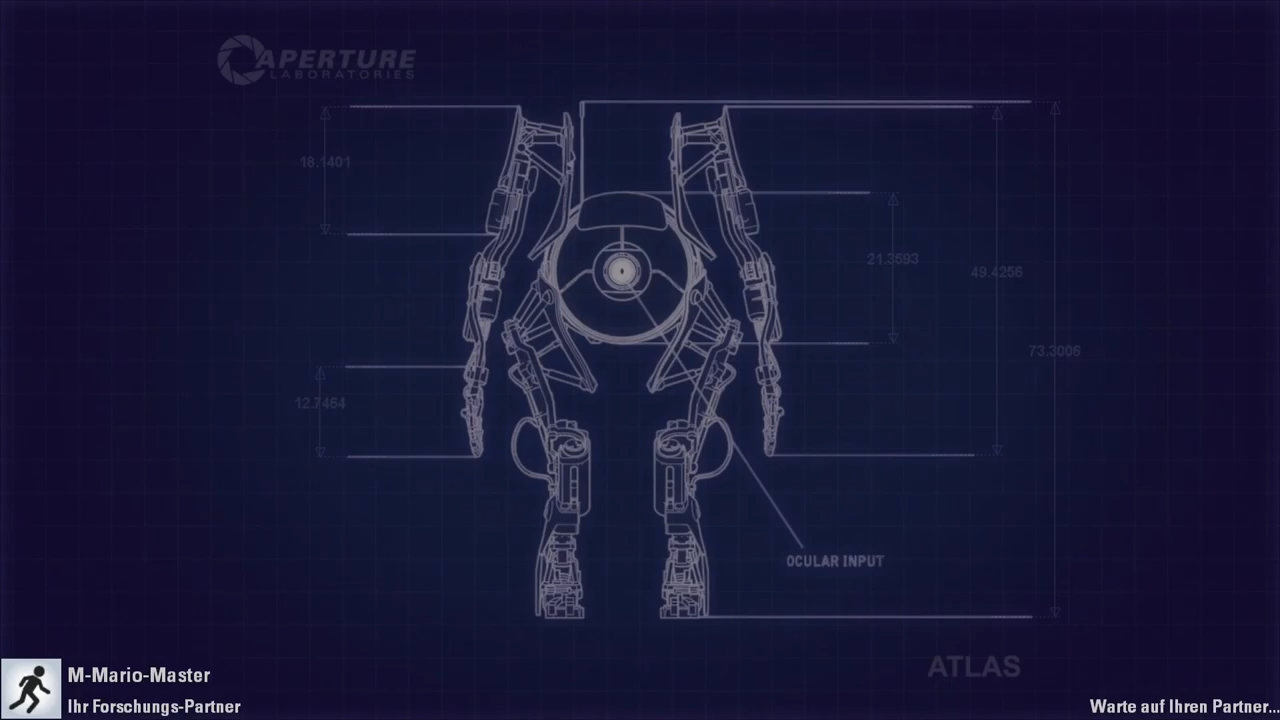 APERTURE
LABORATORIES
18.1401
21.3593
49.4256
73.3006
12.7464
OCULAR INPUT
ATLAS
M-Mario-Master
Ihr Forschungs-Partner
Warte auf Ihren Partner...